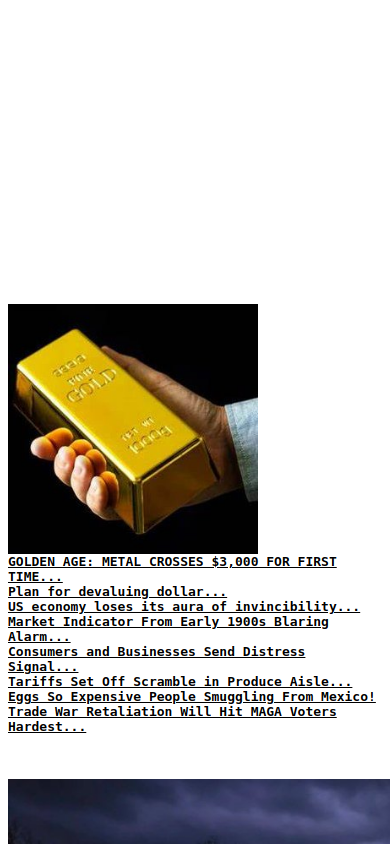 GOLD
GOLDEN AGE: METAL CROSSES $3,000 FOR FIRST
TIME...
Plan for devaluing dollar...
US economy loses its aura of invincibility...
Market Indicator From Early 1900s Blaring
Alarm...
Consumers and Businesses Send Distress
Signal...
Tariffs Set Off Scramble in Produce Aisle...
Eggs So Expensive People Smuggling From Mexico!
Trade War Retaliation Will Hit MAGA Voters
Hardest...